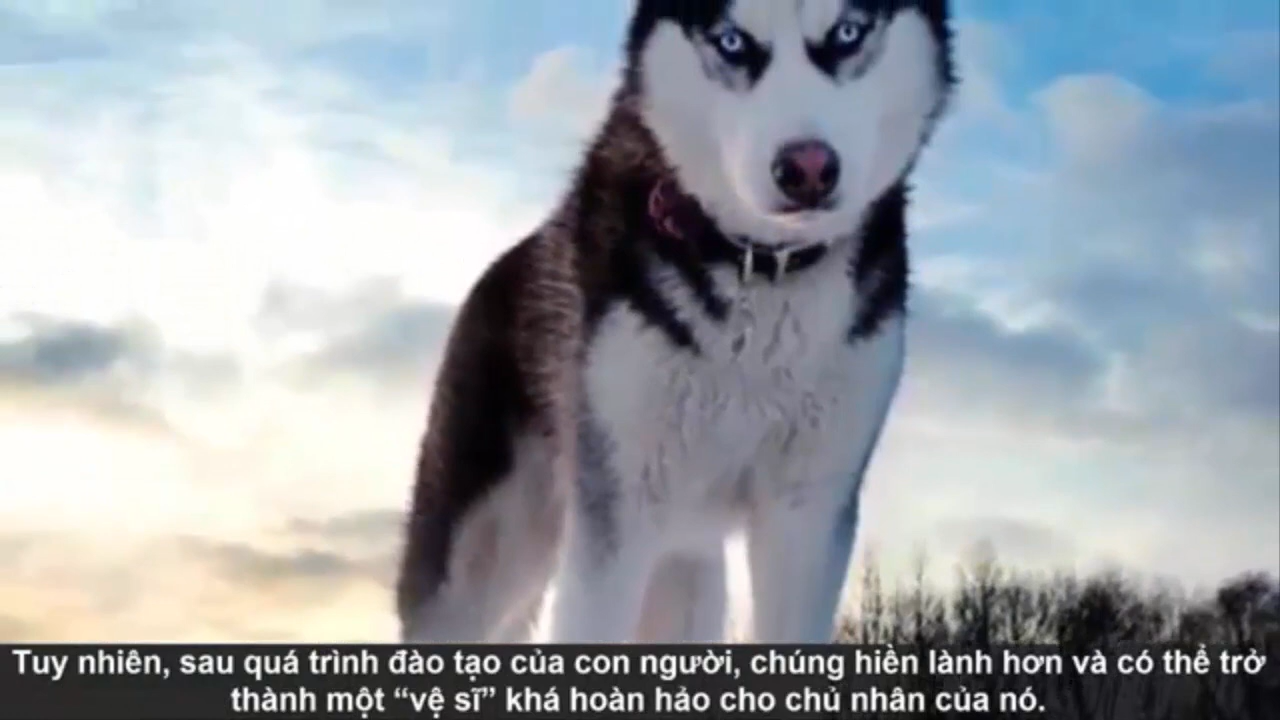 Tuy nhiên, sau quá trình đào tạo của con người, chúng hiền lành hơn và có thể trở
thành một “vệ sĩ” khá hoàn hảo cho chủ nhân của nó.